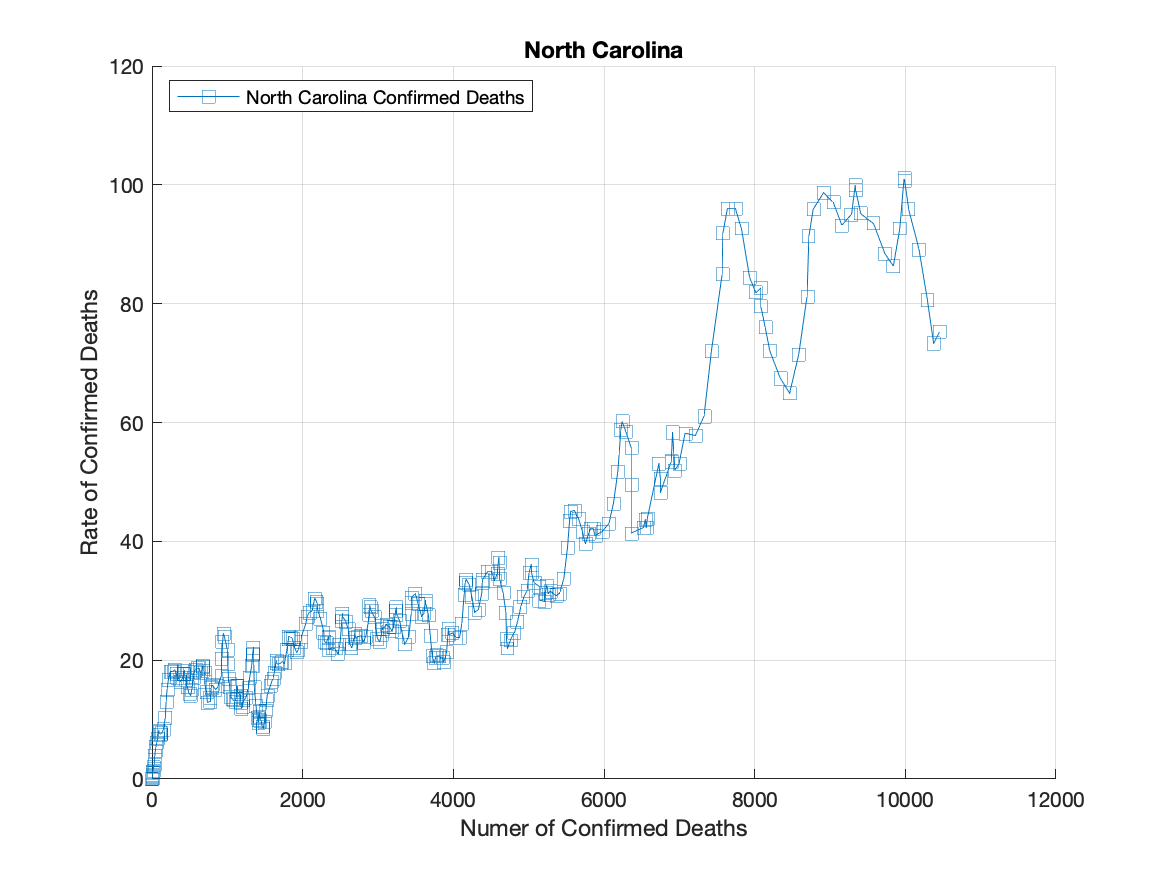 North Carolina
North Carolina Confirmed Deaths
120
100
80
60
40
20
0
Rate of Confirmed Deaths
0 2000 4000 6000 8000 10000 12000
Numer of Confirmed Deaths